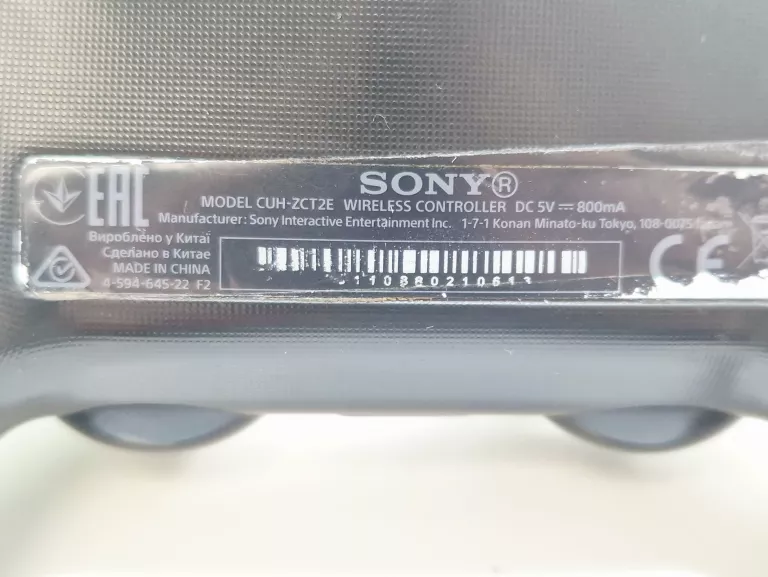 SONY®
EAC
MODEL CUH-ZCT2E WIRELESS CONTROLLER DC 5V ⎓ 800mA
Manufacturer: Sony Interactive Entertainment Inc. 1-7-1 Konan Minato-ku Tokyo, 108-0075
Вироблено у Китаї
Сделано в Китае
MADE IN CHINA
4-594-645-22 F2
CE